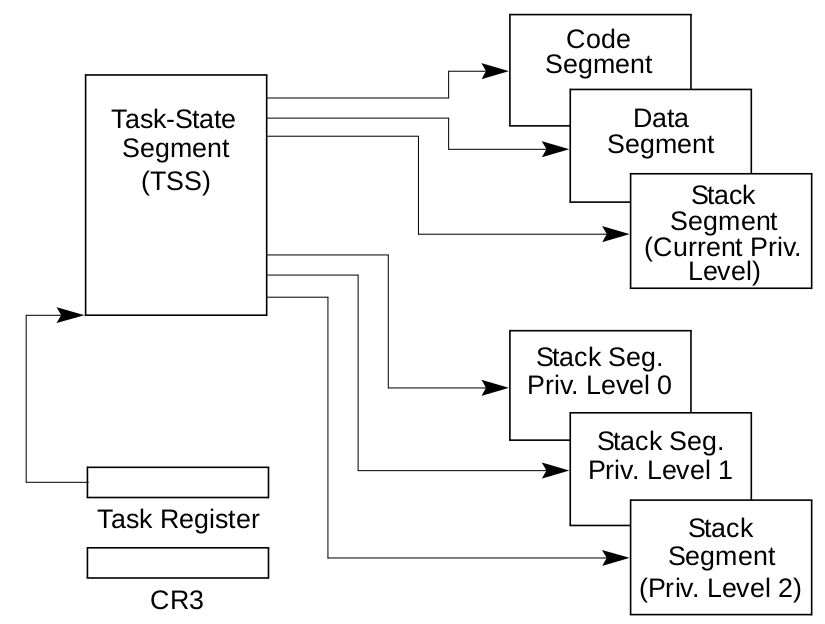 Code
Segment
Task-State
Segment
(TSS)
Data
Segment
Stack
Segment
(Current Priv.
Level)
Stack Seg.
Priv. Level 0
Stack Seg.
Priv. Level 1
Task Register
Stack
Segment
(Priv. Level 2)
CR3